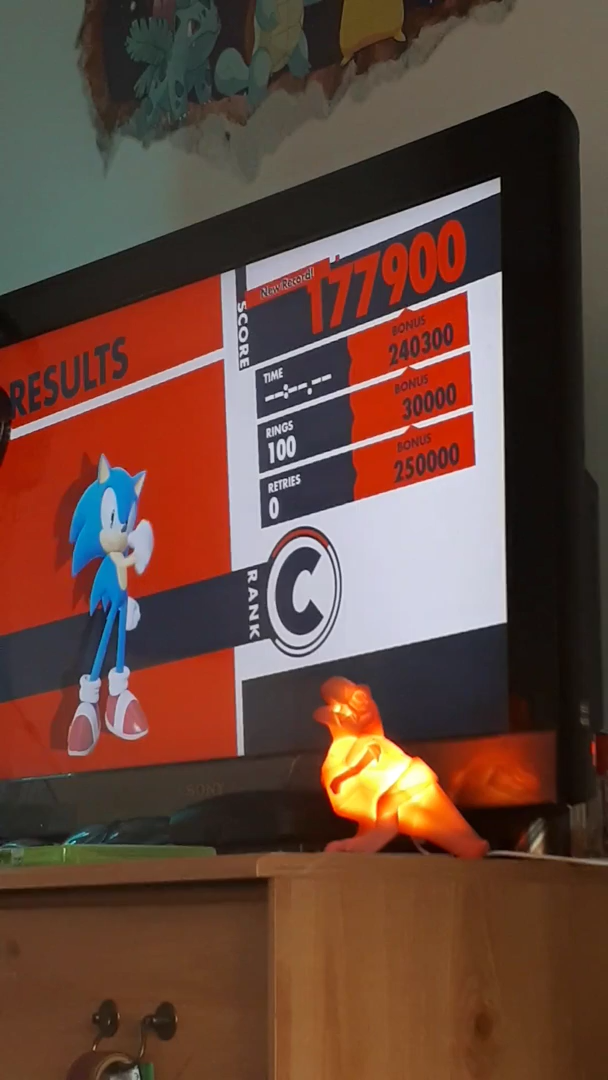 RESULTS
SCORE
New Record!
177900
BONUS
240300
TIME
--:--.--
BONUS
30000
RINGS
100
BONUS
250000
RETRIES
0
RANK
C
SONY